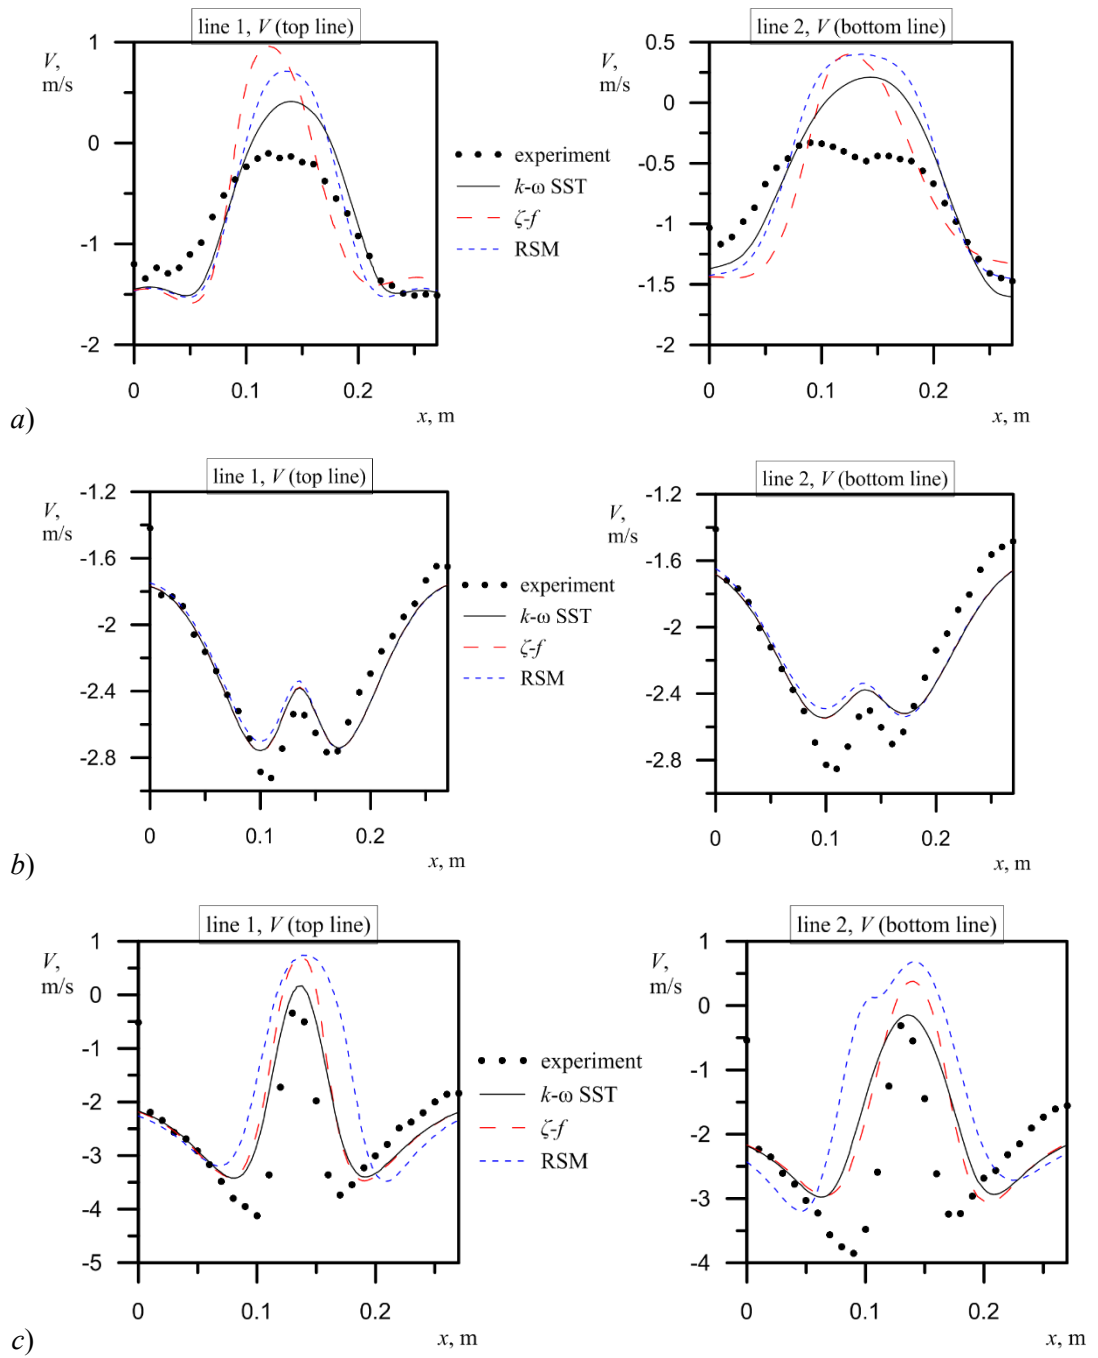 line 1, V (top line)
line 2, V (bottom line)
V,
m/s
1
0
-1
-2
0
0.1
0.2
x, m
experiment
k-ω SST
ζ-f
RSM
V,
m/s
0.5
0
-0.5
-1
-1.5
-2
0
0.1
0.2
x, m
a)
line 1, V (top line)
line 2, V (bottom line)
V,
m/s
-1.2
-1.6
-2
-2.4
-2.8
0
0.1
0.2
x, m
experiment
k-ω SST
ζ-f
RSM
V,
m/s
-1.2
-1.6
-2
-2.4
-2.8
0
0.1
0.2
x, m
b)
line 1, V (top line)
line 2, V (bottom line)
V,
m/s
1
0
-1
-2
-3
-4
-5
0
0.1
0.2
x, m
experiment
k-ω SST
ζ-f
RSM
V,
m/s
1
0
-1
-2
-3
-4
0
0.1
0.2
x, m
c)